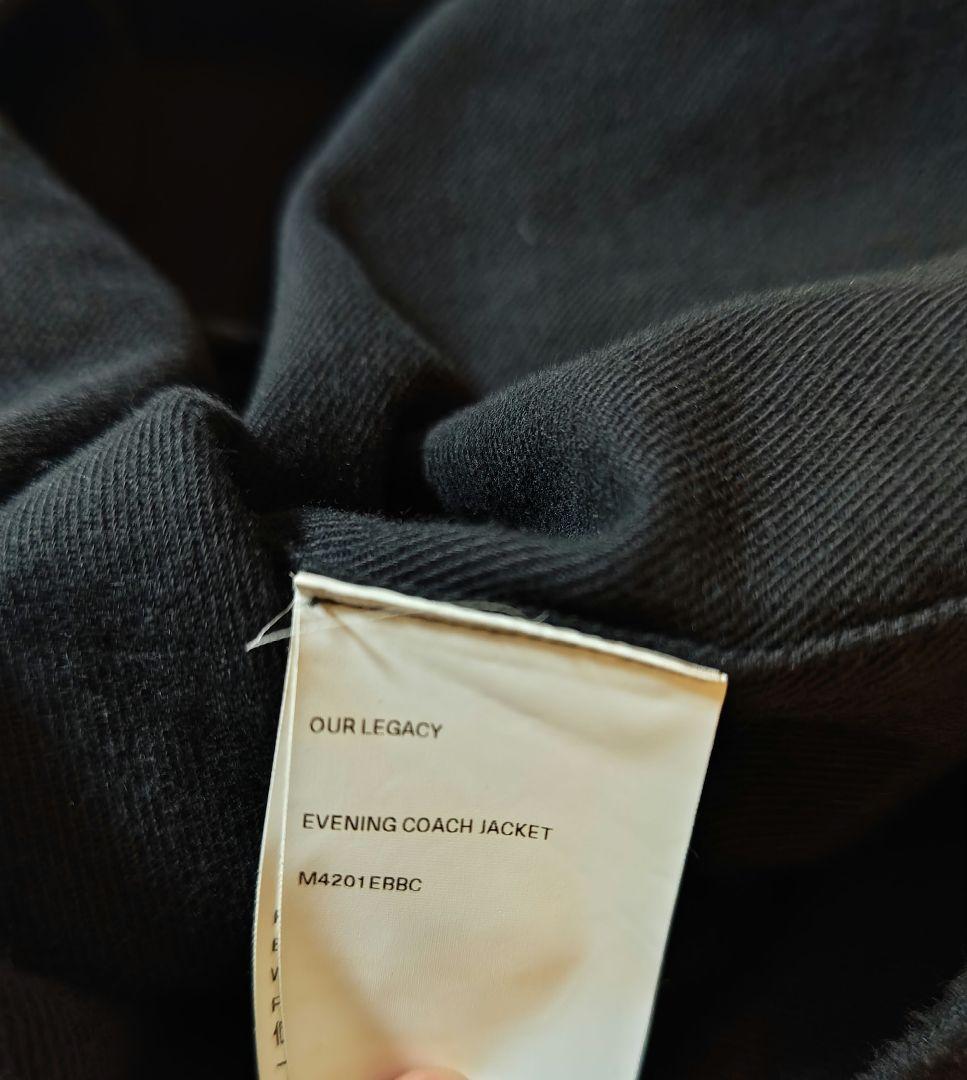 OUR LEGACY
EVENING COACH JACKET
M4201EBBC